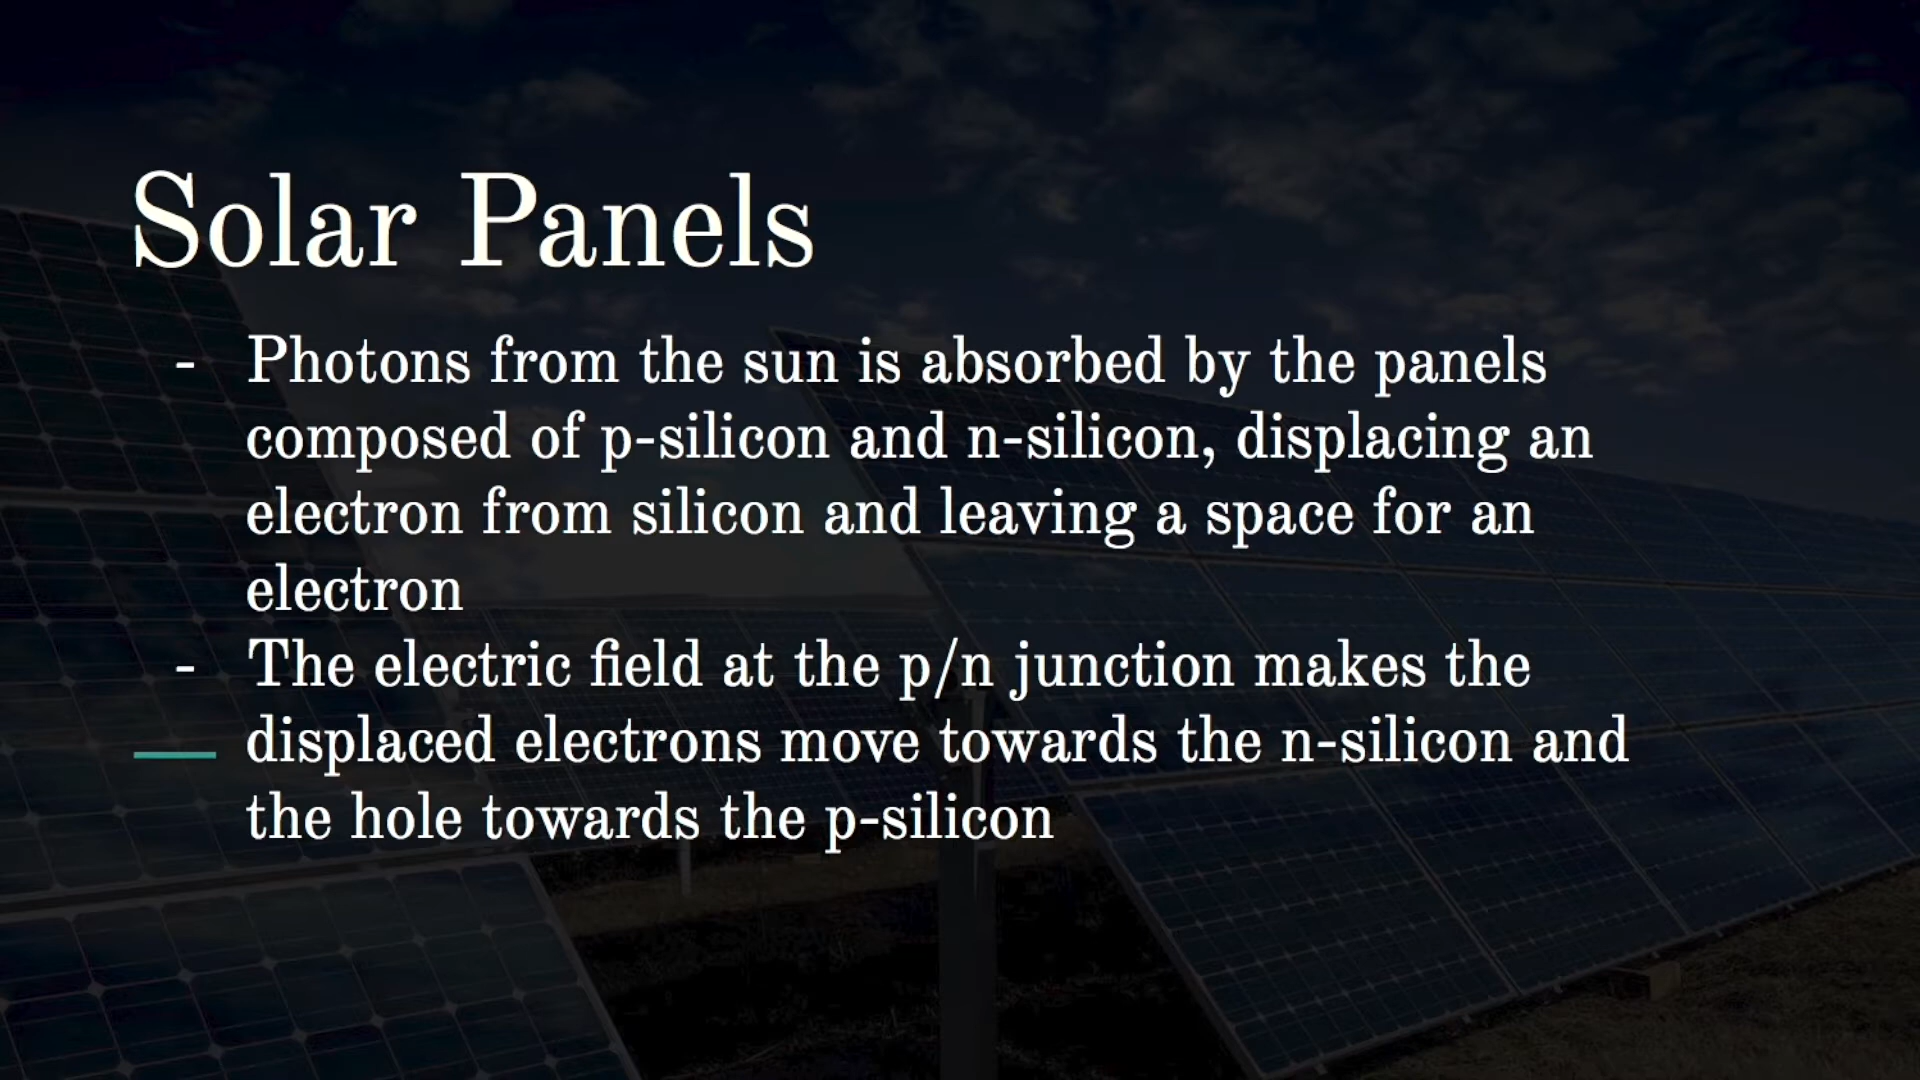 Solar Panels
- Photons from the sun is absorbed by the panels
composed of p-silicon and n-silicon, displacing an
electron from silicon and leaving a space for an
electron
- The electric field at the p/n junction makes the
displaced electrons move towards the n-silicon and
the hole towards the p-silicon